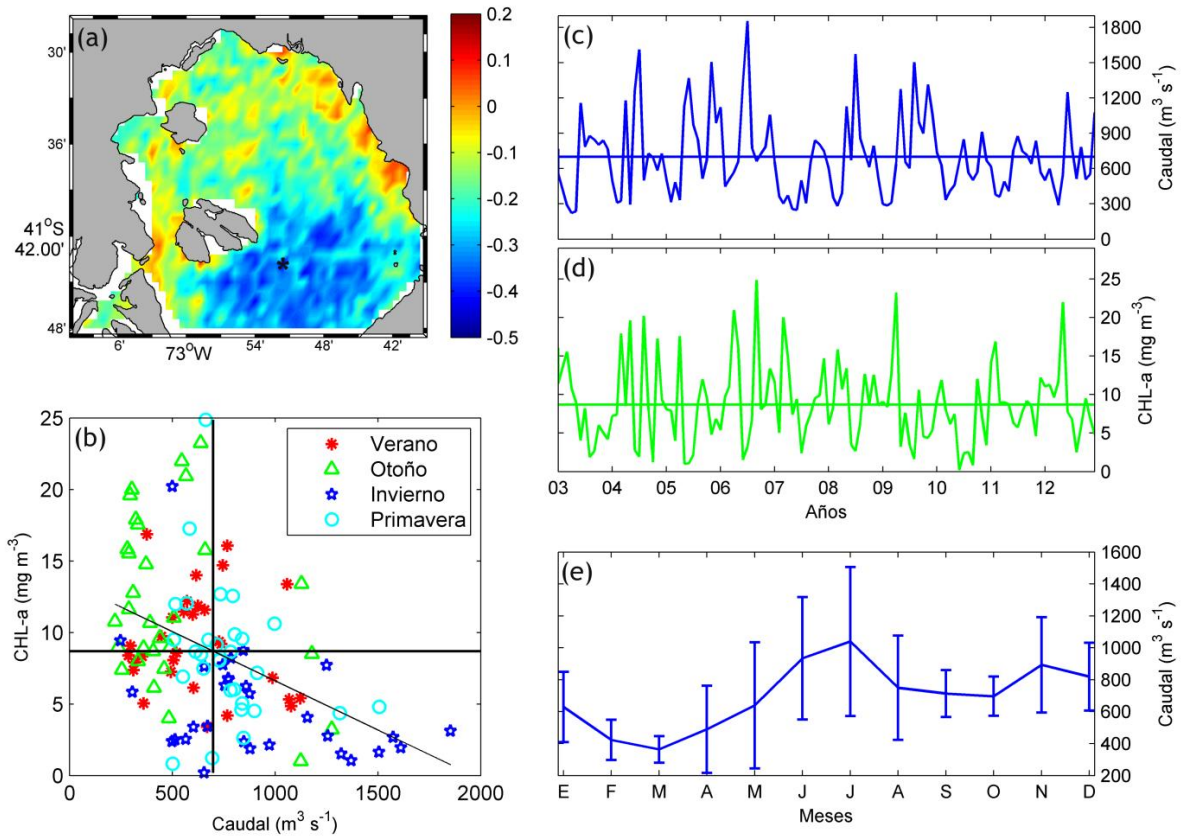 (a)
30'
36'
41°S
42.00'
48'
6' 73°W 54' 48' 42'
0.2
0.1
0
-0.1
-0.2
-0.3
-0.4
-0.5
*
(b)
CHL-a (mg m-3)
25
20
15
10
5
0
0 500 1000 1500 2000
Caudal (m3 s-1)
Verano
Otoño
Invierno
Primavera
(c)
1800
1500
1200
900
600
300
0
Caudal (m3 s-1)
(d)
25
20
15
10
5
0
CHL-a (mg m-3)
03 04 05 06 07 08 09 10 11 12
Años
(e)
1600
1400
1200
1000
800
600
400
200
Caudal (m3 s-1)
E F M A M J J A S O N D
Meses